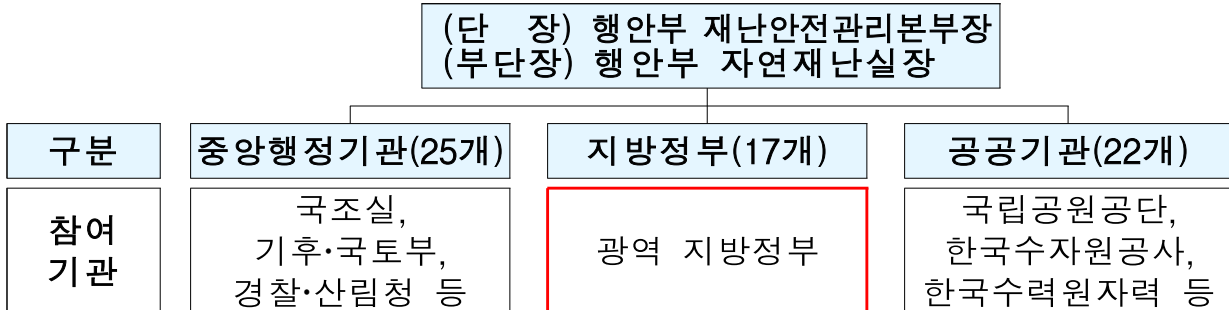 (단 장) 행안부 재난안전관리본부장
(부단장) 행안부 자연재난실장
구분
중앙행정기관(25개)
지방정부(17개)
공공기관(22개)
참여
기관
국조실,
기후·국토부,
경찰·산림청 등
광역 지방정부
국립공원공단,
한국수자원공사,
한국수력원자력 등